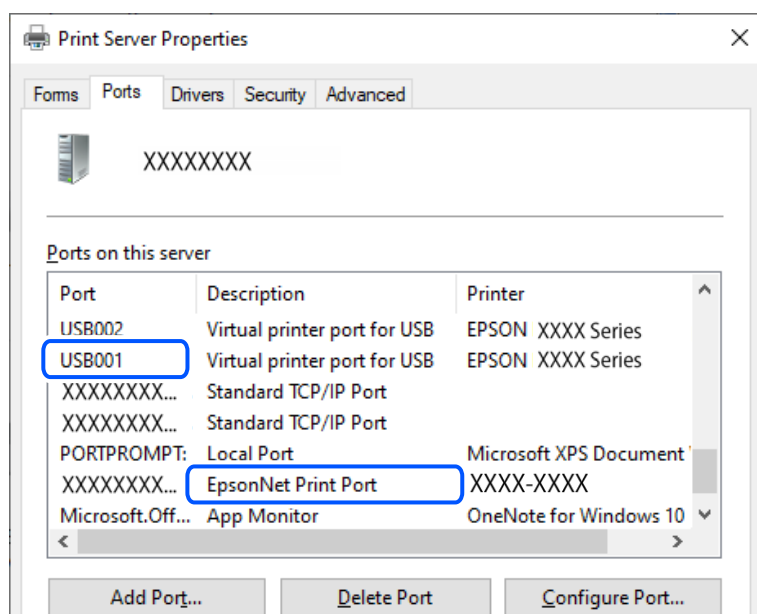 Print Server Properties
Forms Ports Drivers Security Advanced
XXXXXXXX
Ports on this server
Port Description Printer
USB002 Virtual printer port for USB EPSON XXXX Series
USB001 Virtual printer port for USB EPSON XXXX Series
XXXXXXXX... Standard TCP/IP Port
XXXXXXXX... Standard TCP/IP Port
PORTPROMPT: Local Port Microsoft XPS Document
XXXXXXXX... EpsonNet Print Port XXXX-XXXX
Microsoft.Off... App Monitor OneNote for Windows 10
Add Port... Delete Port Configure Port...